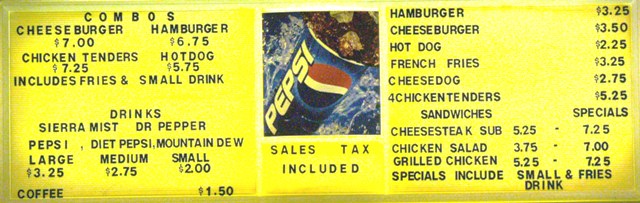 COMBOS
CHEESEBURGER HAMBURGER
$7.00 $6.75
CHICKEN TENDERS HOTDOG
$7.25 $5.75
INCLUDES FRIES & SMALL DRINK
DRINKS
SIERRA MIST DR PEPPER
PEPSI , DIET PEPSI,MOUNTAIN DEW
LARGE MEDIUM SMALL
$3.25 $2.75 $2.00
COFFEE $1.50
PEPSI
SALES TAX
INCLUDED
HAMBURGER $3.25
CHEESEBURGER $3.50
HOT DOG $2.25
FRENCH FRIES $3.25
CHEESEDOG $2.75
4CHICKENTENDERS $5.25
SANDWICHES SPECIALS
CHEESESTEAK SUB 5.25 - 7.25
CHICKEN SALAD 3.75 - 7.00
GRILLED CHICKEN 5.25 - 7.25
SPECIALS INCLUDE SMALL & FRIES
DRINK